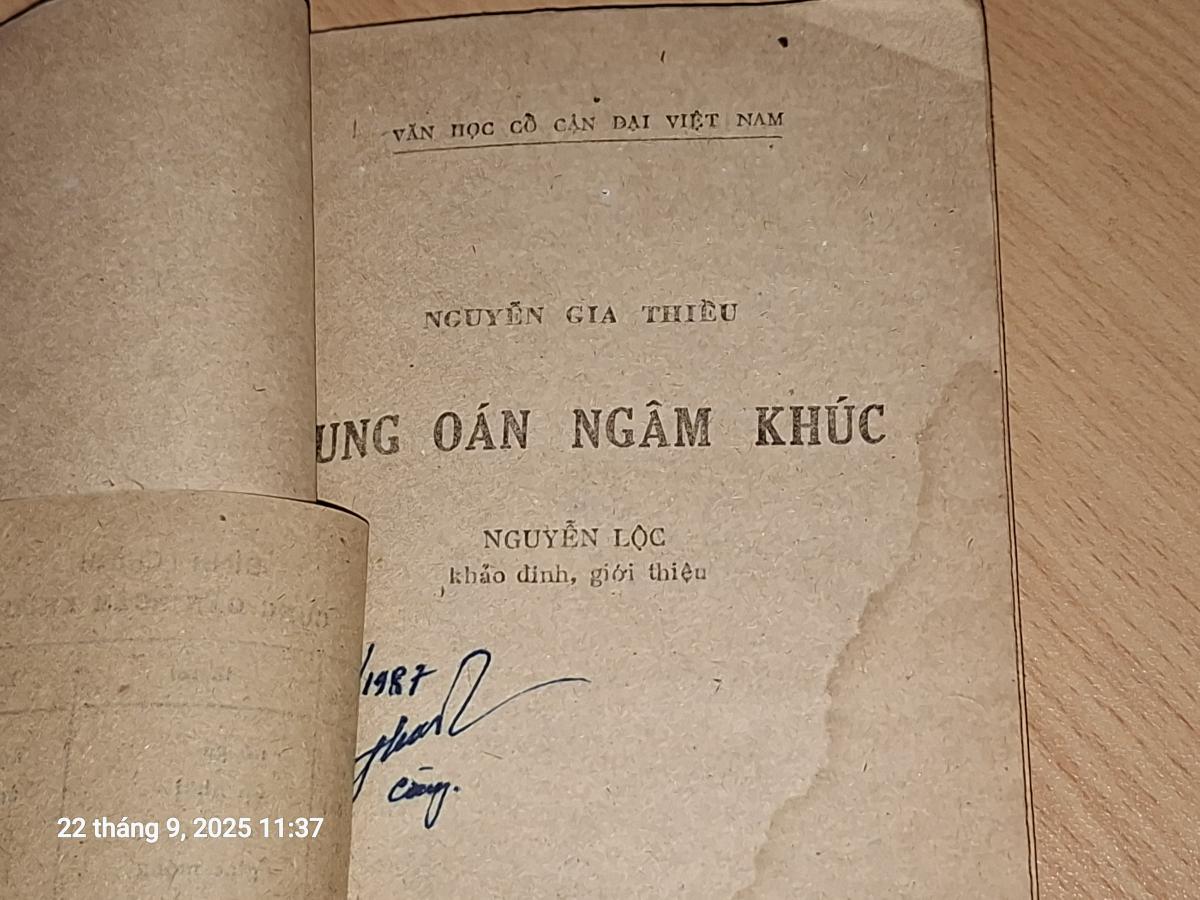 VĂN HỌC CỔ CẬN ĐẠI VIỆT NAM
NGUYỄN GIA THIỀU
UNG OÁN NGÂM KHÚC
NGUYỄN LỘC
khảo đính, giới thiệu
/1987
22 tháng 9, 2025 11:37